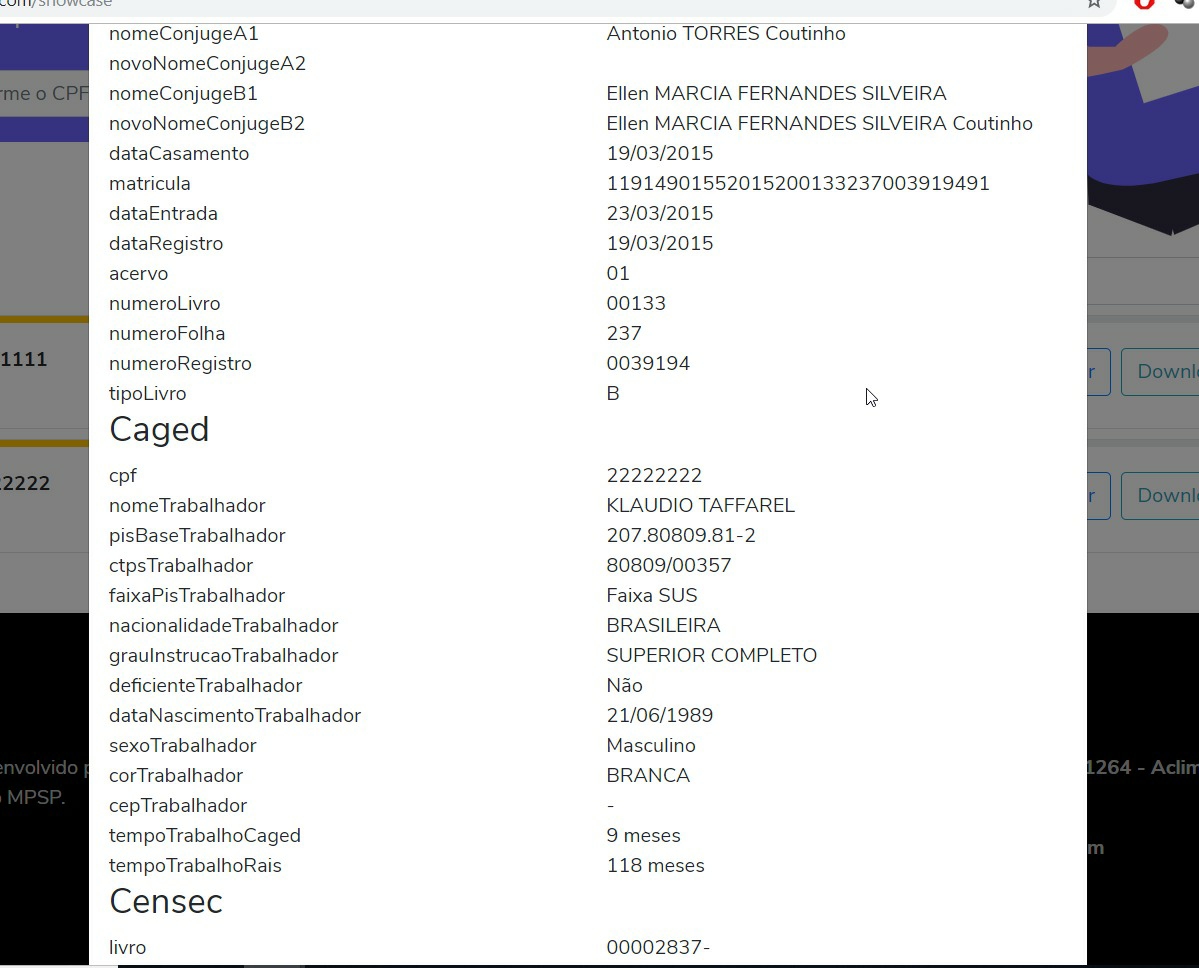 com/showcase
nomeConjugeA1 Antonio TORRES Coutinho
novoNomeConjugeA2
rme o CPF
nomeConjugeB1 Ellen MARCIA FERNANDES SILVEIRA
novoNomeConjugeB2 Ellen MARCIA FERNANDES SILVEIRA Coutinho
dataCasamento 19/03/2015
matricula 11914901552015200133237003919491
dataEntrada 23/03/2015
dataRegistro 19/03/2015
acervo 01
numeroLivro 00133
numeroFolha 237
1111
numeroRegistro 0039194
r Downl
tipoLivro B
Caged
cpf 22222222
22222
r Downl
nomeTrabalhador KLAUDIO TAFFAREL
pisBaseTrabalhador 207.80809.81-2
ctpsTrabalhador 80809/00357
faixaPisTrabalhador Faixa SUS
nacionalidadeTrabalhador BRASILEIRA
grauInstrucaoTrabalhador SUPERIOR COMPLETO
deficienteTrabalhador Não
dataNascimentoTrabalhador 21/06/1989
sexoTrabalhador Masculino
envolvido p
1264 - Aclim
corTrabalhador BRANCA
o MPSP.
cepTrabalhador -
tempoTrabalhoCaged 9 meses
m
tempoTrabalhoRais 118 meses
Censec
livro 00002837-